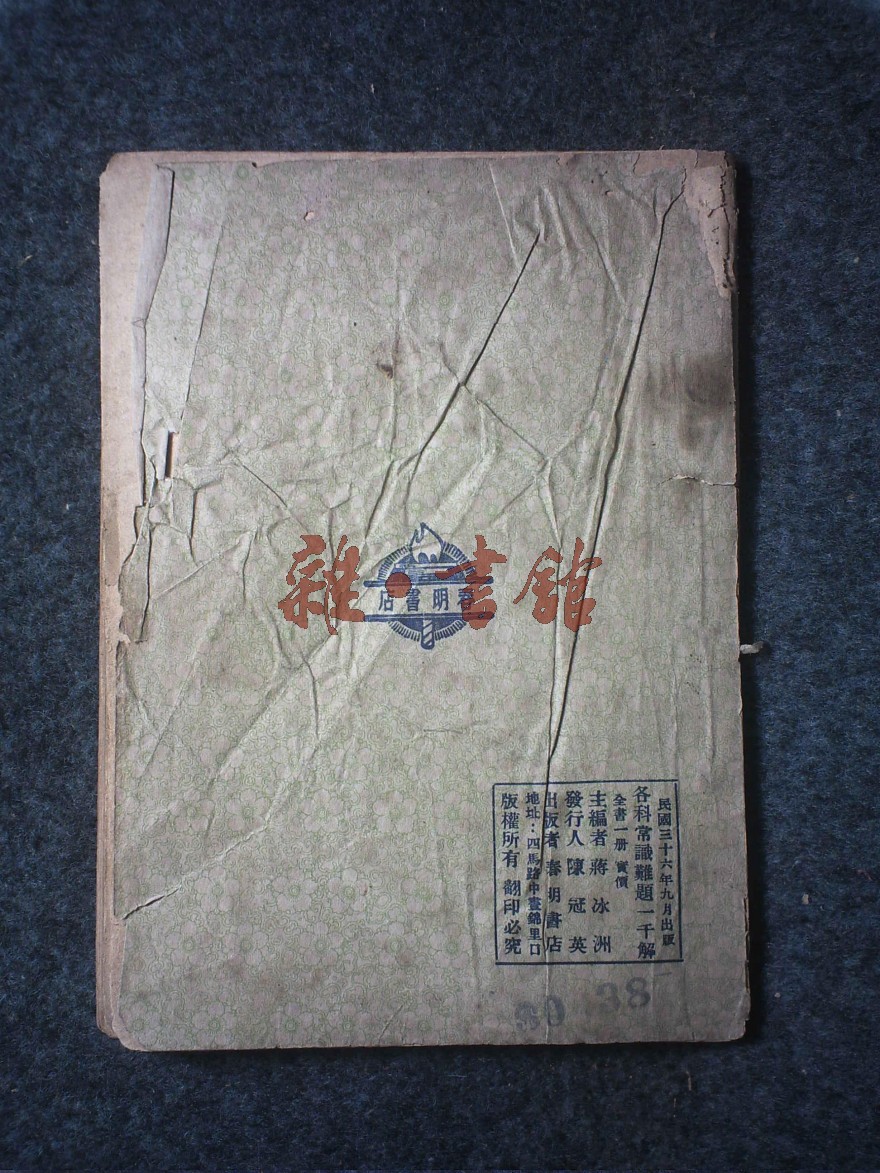 雜·書館
春明書店
民國三十六年九月出版
各科常識難題一千解
全書一册 實價
主編者 蔣冰洲
發行人 陳冠英
出版者 春明書店
地址：四馬路中晝錦里口
版權所有 翻印必究
38